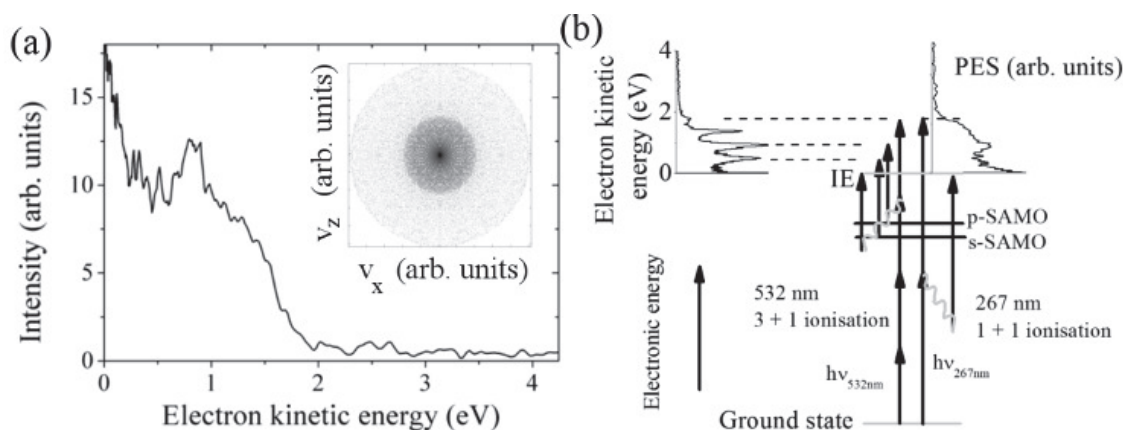 (a)
Intensity (arb. units)
15
10
5
0
0 1 2 3 4
Electron kinetic energy (eV)
v_z (arb. units)
v_x (arb. units)
(b)
Electron kinetic
energy (eV)
4
2
0
PES (arb. units)
IE
p-SAMO
s-SAMO
Electronic energy
532 nm
3 + 1 ionisation
267 nm
1 + 1 ionisation
hν532nm
hν267nm
Ground state